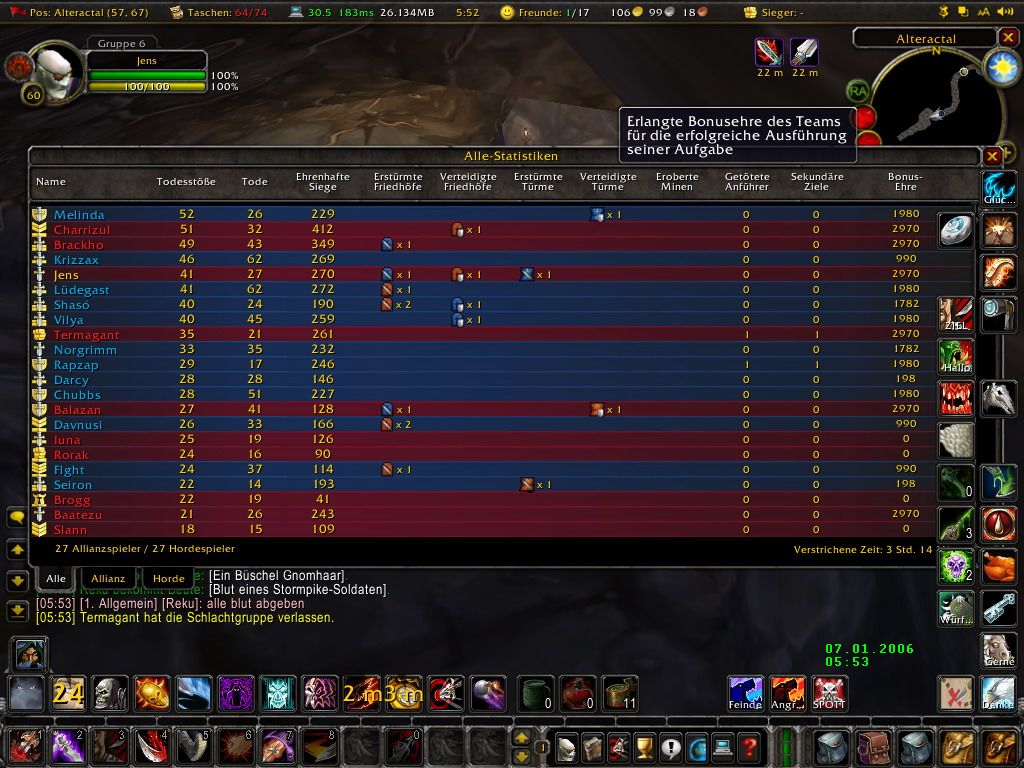 Pos: Alteractal (57, 67) Taschen: 64/74 30.5 183ms 26.134MB 5:52 Freunde: 1/17 106 99 18 Sieger: -
Gruppe 6
Jens
100%
100/100 100%
60
22 m 22 m
Alteractal
N
RA
Erlangte Bonusehre des Teams
für die erfolgreiche Ausführung
seiner Aufgabe
Alle-Statistiken
Name Todesstöße Tode Ehrenhafte Siege Erstürmte Friedhöfe Verteidigte Friedhöfe Erstürmte Türme Verteidigte Türme Eroberte Minen Getötete Anführer Sekundäre Ziele Bonus-Ehre
Melinda 52 26 229 x 1 0 0 1980
Charrizul 51 32 412 x 1 0 0 2970
Brackho 49 43 349 x 1 0 0 2970
Krizzax 46 62 269 0 0 990
Jens 41 27 270 x 1 x 1 x 1 0 0 2970
Lüdegast 41 62 272 x 1 0 0 1980
Shasó 40 24 190 x 2 x 1 0 0 1782
Vilya 40 45 259 x 1 0 0 1980
Termagant 35 21 261 1 1 2970
Norgrimm 33 35 232 0 0 1782
Rapzap 29 17 246 1 1 1980
Darcy 28 28 146 0 0 198
Chubbs 28 51 227 0 0 1980
Balazan 27 41 128 x 1 x 1 0 0 2970
Davnusi 26 33 166 x 2 0 0 990
Iuna 25 19 126 0 0 0
Rorak 24 16 90 0 0 0
Flght 24 37 114 x 1 0 0 990
Seiron 22 14 193 x 1 0 0 198
Brogg 22 19 41 0 0 0
Baatezu 21 26 243 0 0 2970
Slann 18 15 109 0 0 0
27 Allianzspieler / 27 Hordespieler Verstrichene Zeit: 3 Std. 14
Alle Allianz Horde
Reku bekommt Beute: [Ein Büschel Gnomhaar].
[Blut eines Stormpike-Soldaten].
[05:53] [1. Allgemein] [Reku]: alle blut abgeben
[05:53] Termagant hat die Schlachtgruppe verlassen.
07.01.2006
05:53
ZIEL
Hallo
0
3
2
Würf...
Gerne
Danke
24 2 m 3 m 0 0 11
Feinde Angr... SPOTT
2 3 4 5 6 7 8 0
1